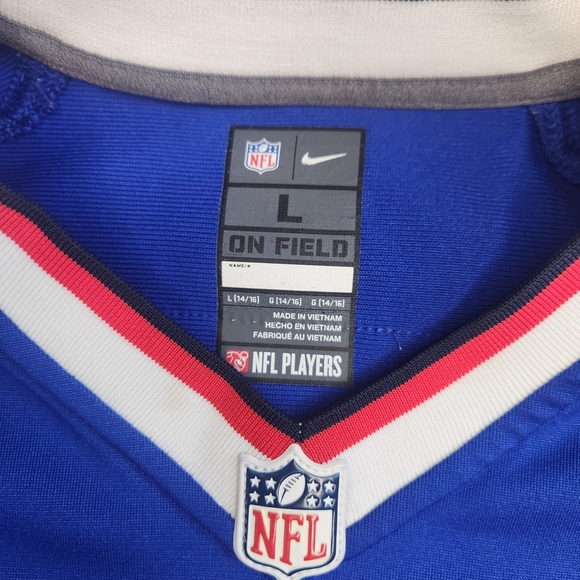 NFL
L
ON FIELD
NAME/#
L (14/16) G (14/16) G (14/16)
MADE IN VIETNAM
HECHO EN VIETNAM
FABRIQUÉ AU VIETNAM
NFL PLAYERS
NFL